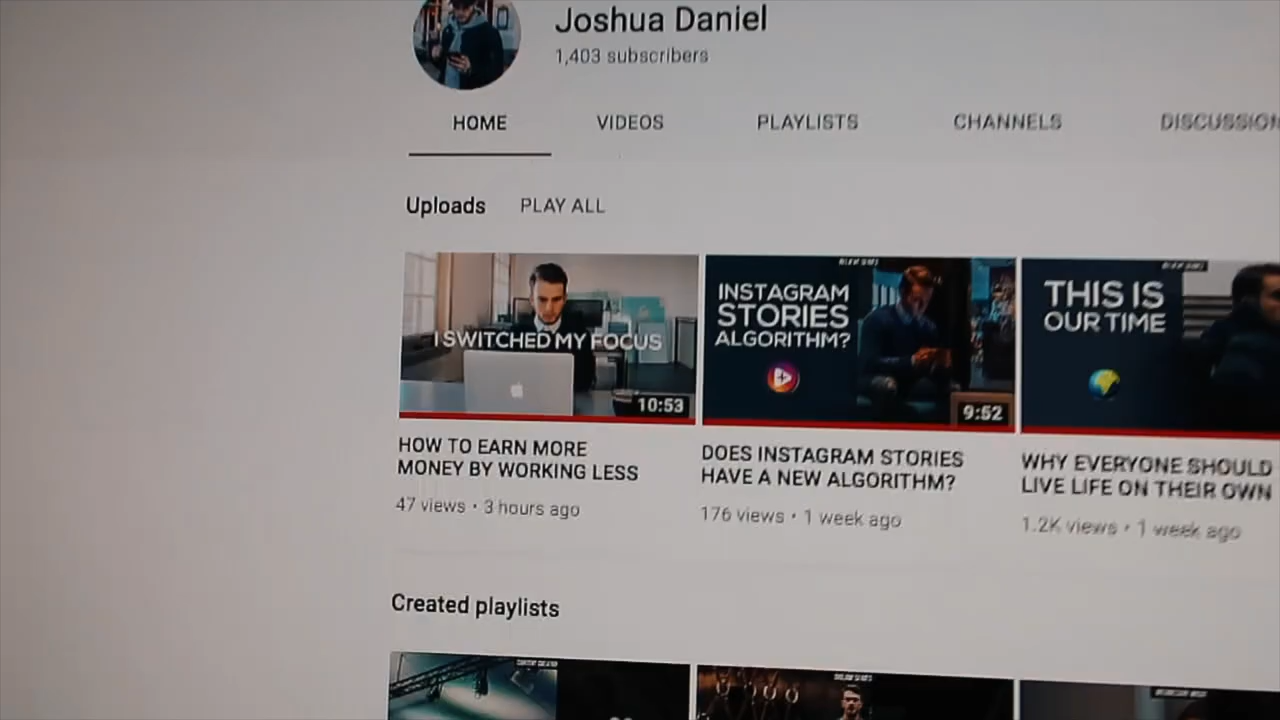 Joshua Daniel
1,403 subscribers
HOME VIDEOS PLAYLISTS CHANNELS DISCUSSION
Uploads PLAY ALL
I SWITCHED MY FOCUS
10:53
INSTAGRAM
STORIES
ALGORITHM?
9:52
THIS IS
OUR TIME
HOW TO EARN MORE
MONEY BY WORKING LESS
47 views • 3 hours ago
DOES INSTAGRAM STORIES
HAVE A NEW ALGORITHM?
176 views • 1 week ago
WHY EVERYONE SHOULD
LIVE LIFE ON THEIR OWN
1.2K views • 1 week ago
Created playlists